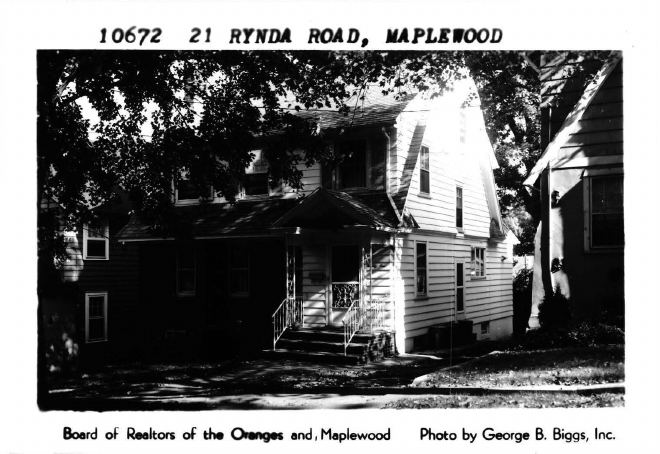 10672 21 RYNDA ROAD, MAPLEWOOD
Board of Realtors of the Oranges and, Maplewood Photo by George B. Biggs, Inc.